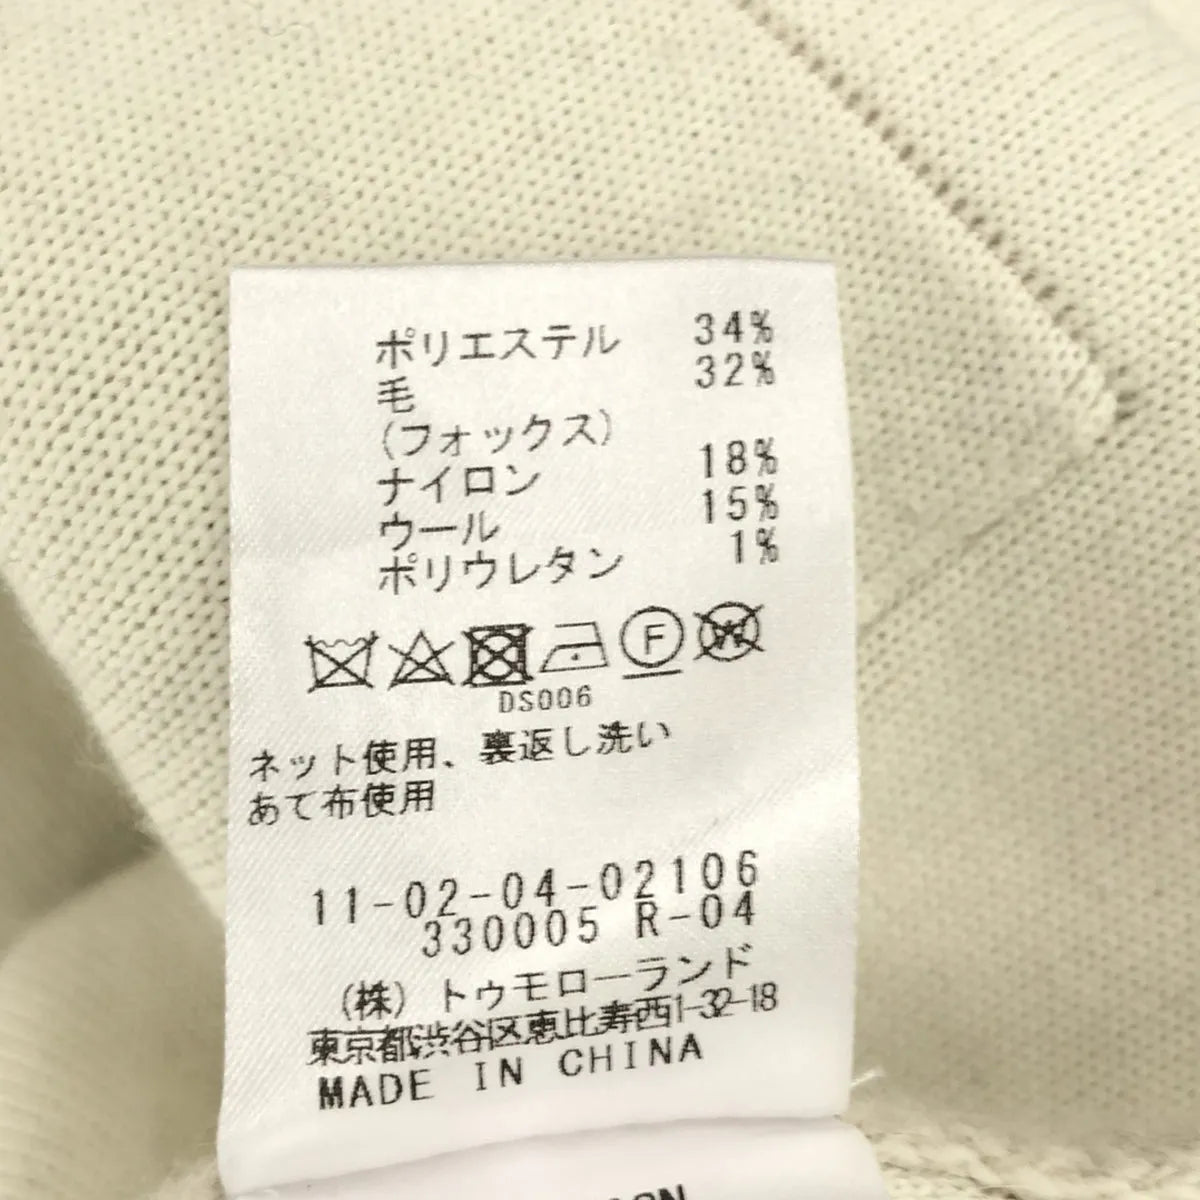 ポリエステル 34%
毛 32%
(フォックス)
ナイロン 18%
ウール 15%
ポリウレタン 1%
F W
DS006
ネット使用、裏返し洗い
あて布使用
11-02-04-02106
330005 R-04
(株) トゥモローランド
東京都渋谷区恵比寿西1-32-18
MADE IN CHINA